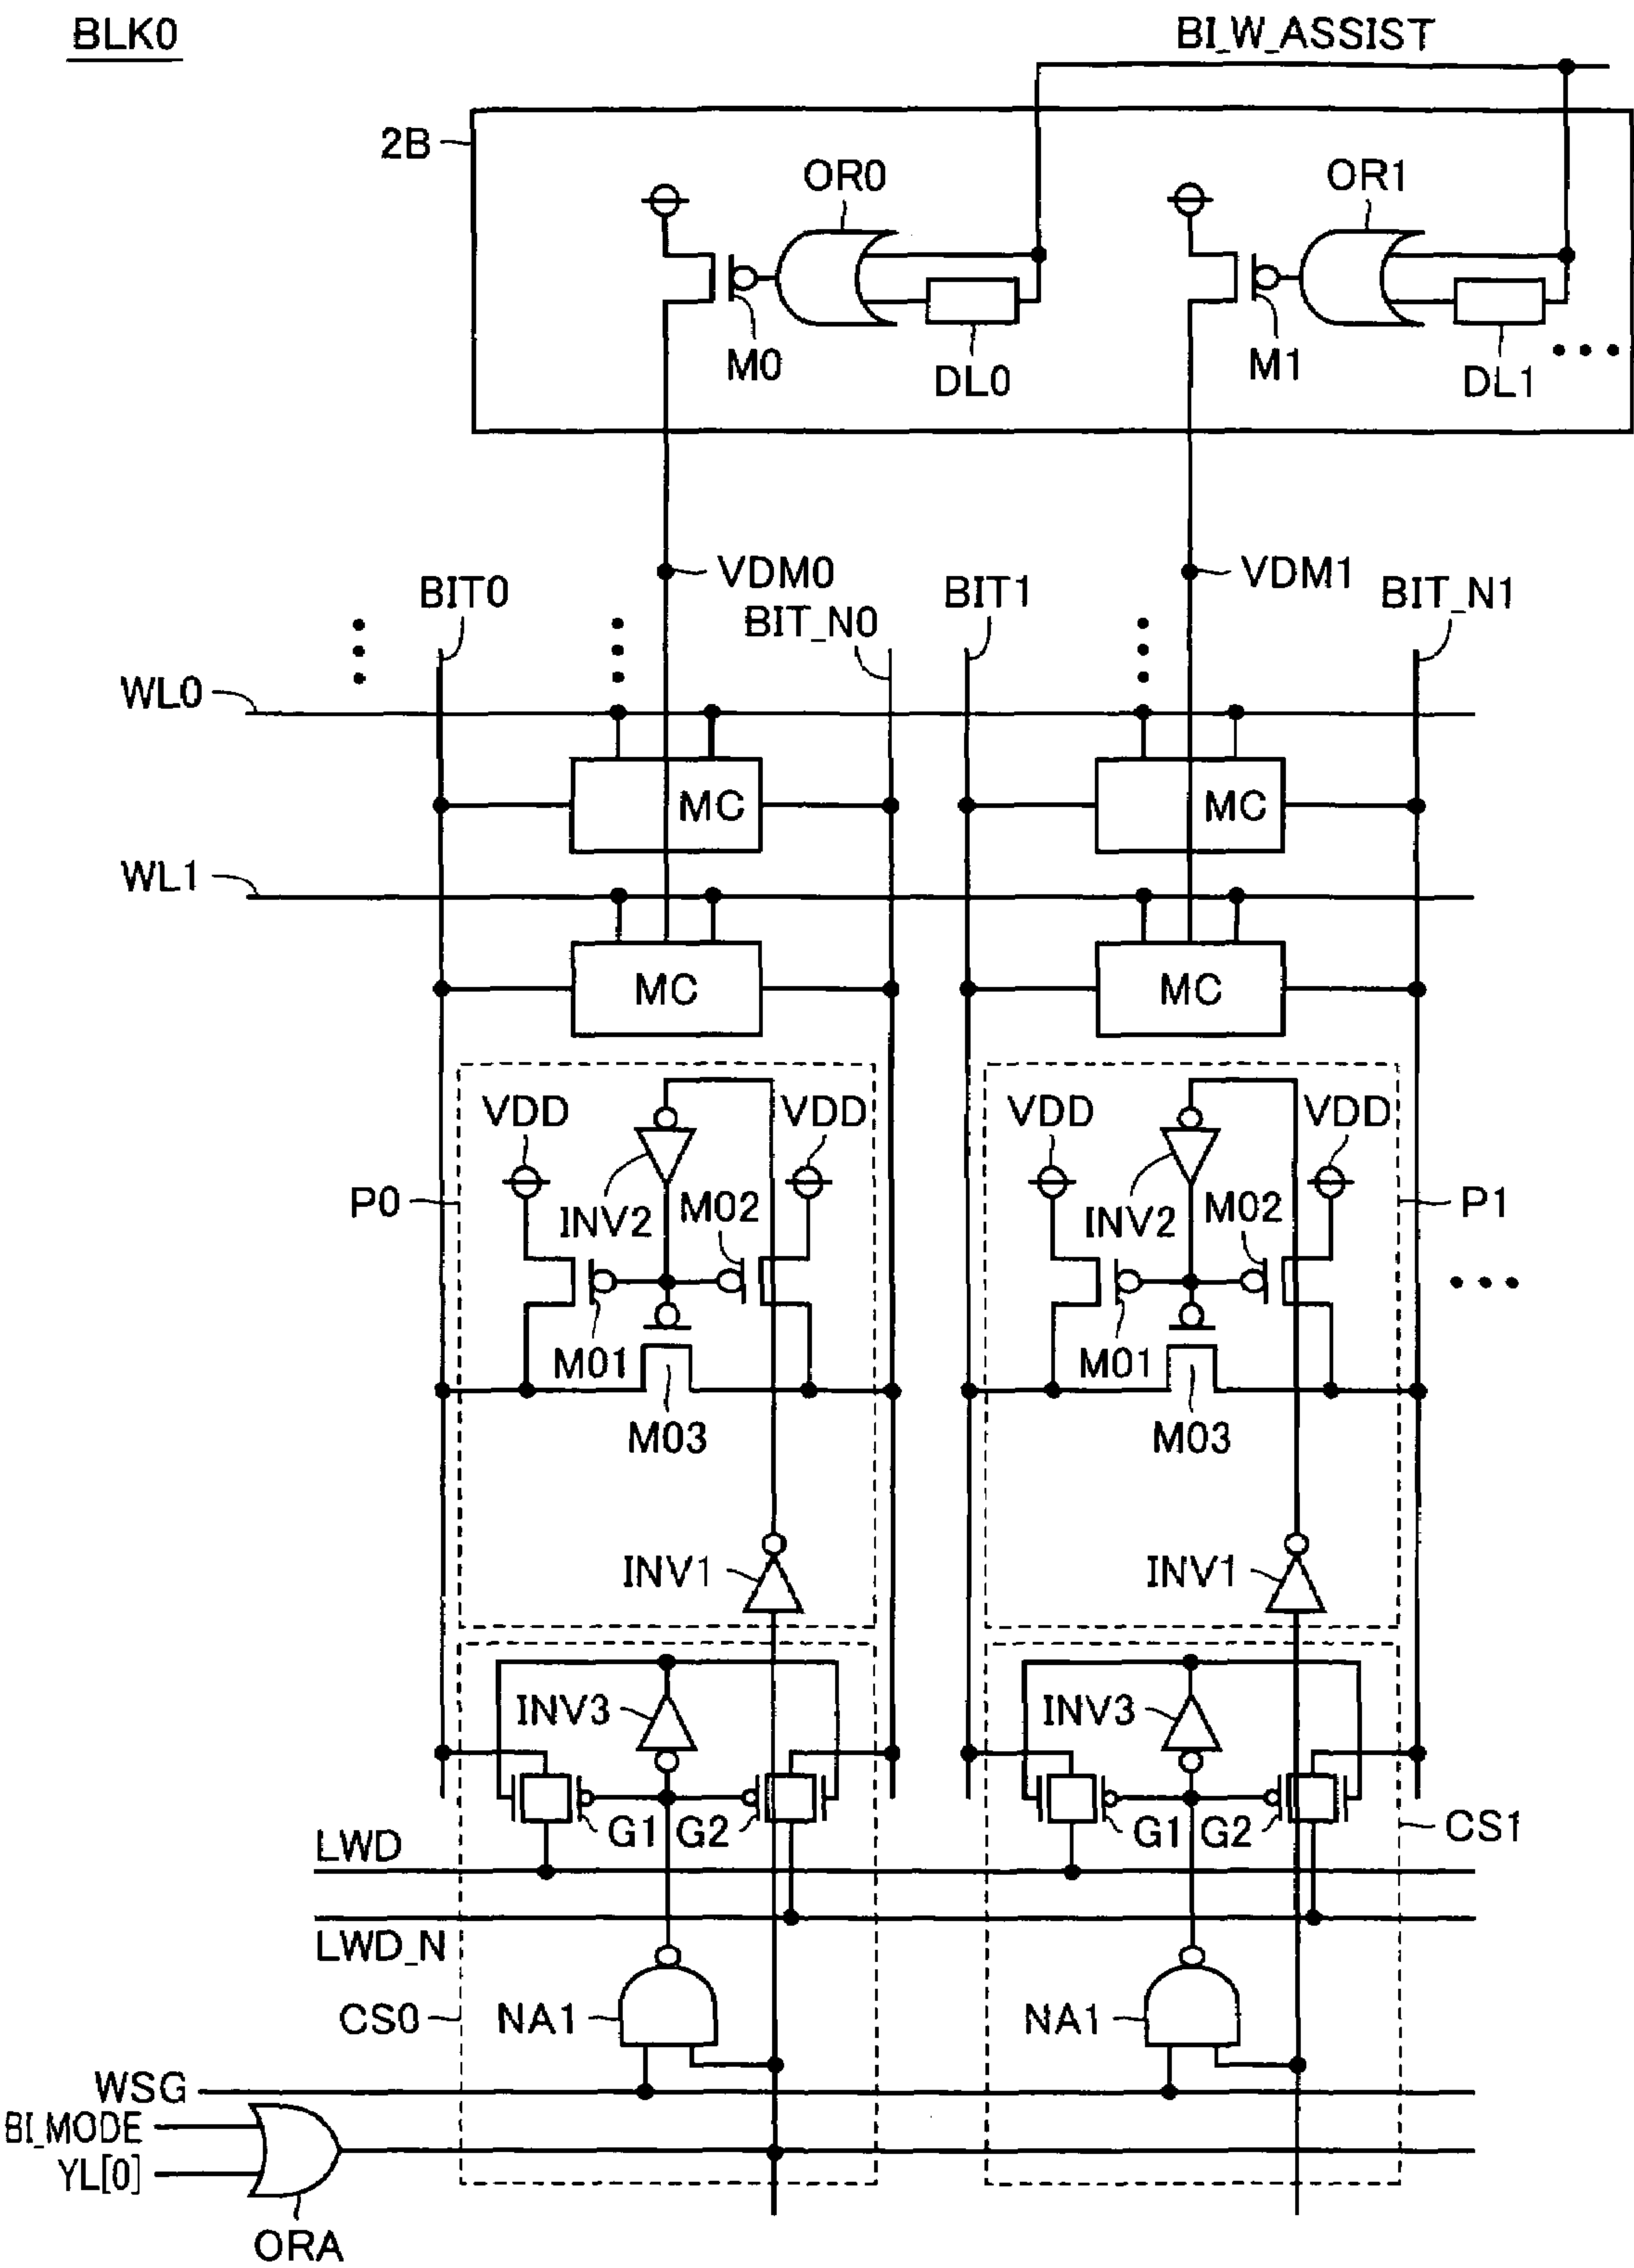 BLK0
BI_W_ASSIST
2B
OR0
OR1
M0
DL0
M1
DL1
VDM0
VDM1
BIT0
BIT_N0
BIT1
BIT_N1
WL0
MC
MC
WL1
MC
MC
VDD
VDD
VDD
VDD
P0
INV2
M02
INV2
M02
P1
M01
M01
M03
M03
INV1
INV1
INV3
INV3
G1
G2
G1
G2
CS1
LWD
LWD_N
CS0
NA1
NA1
WSG
BI_MODE
YL[0]
ORA